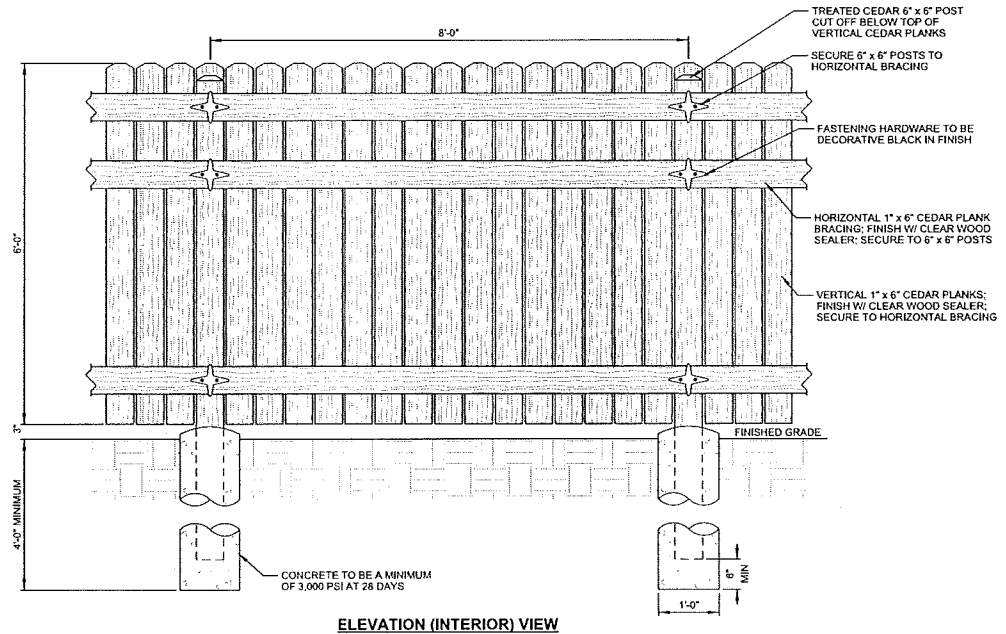 TREATED CEDAR 6" x 6" POST
CUT OFF BELOW TOP OF
VERTICAL CEDAR PLANKS
8'-0"
SECURE 6" x 6" POSTS TO
HORIZONTAL BRACING
FASTENING HARDWARE TO BE
DECORATIVE BLACK IN FINISH
HORIZONTAL 1" x 6" CEDAR PLANK
BRACING; FINISH W/ CLEAR WOOD
SEALER; SECURE TO 6" x 6" POSTS
6'-0"
VERTICAL 1" x 6" CEDAR PLANKS;
FINISH W/ CLEAR WOOD SEALER;
SECURE TO HORIZONTAL BRACING
3"
FINISHED GRADE
4'-0" MINIMUM
CONCRETE TO BE A MINIMUM
OF 3,000 PSI AT 28 DAYS
6"
MIN
1'-0"
ELEVATION (INTERIOR) VIEW